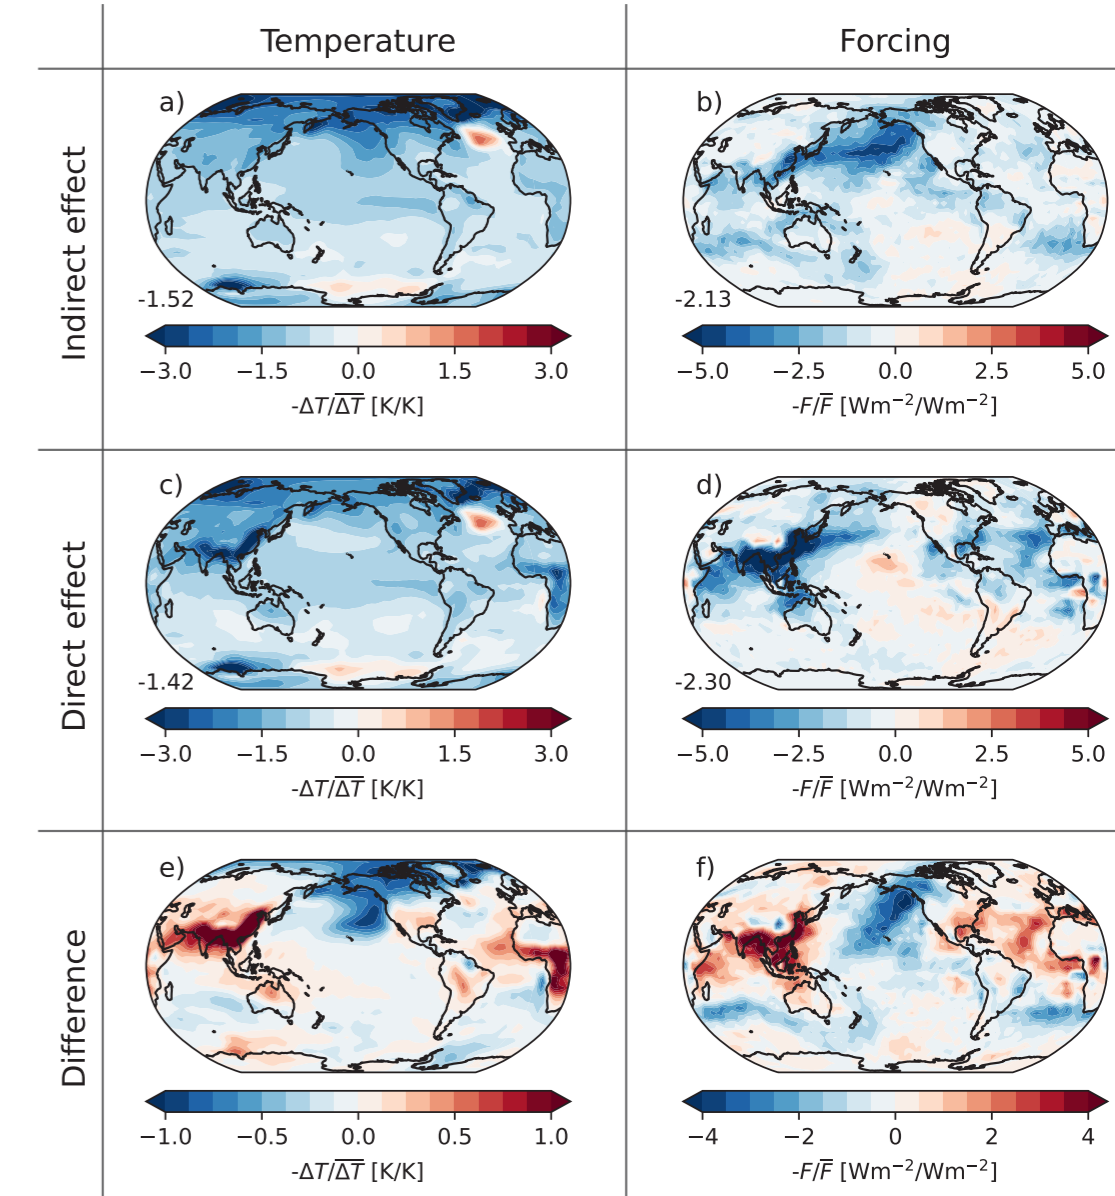 Temperature
Forcing
Indirect effect
a)
-1.52
−3.0 −1.5 0.0 1.5 3.0
-ΔT/Δ̅T̅ [K/K]
b)
-2.13
−5.0 −2.5 0.0 2.5 5.0
-F/F̅ [Wm⁻²/Wm⁻²]
Direct effect
c)
-1.42
−3.0 −1.5 0.0 1.5 3.0
-ΔT/Δ̅T̅ [K/K]
d)
-2.30
−5.0 −2.5 0.0 2.5 5.0
-F/F̅ [Wm⁻²/Wm⁻²]
Difference
e)
−1.0 −0.5 0.0 0.5 1.0
-ΔT/Δ̅T̅ [K/K]
f)
−4 −2 0 2 4
-F/F̅ [Wm⁻²/Wm⁻²]